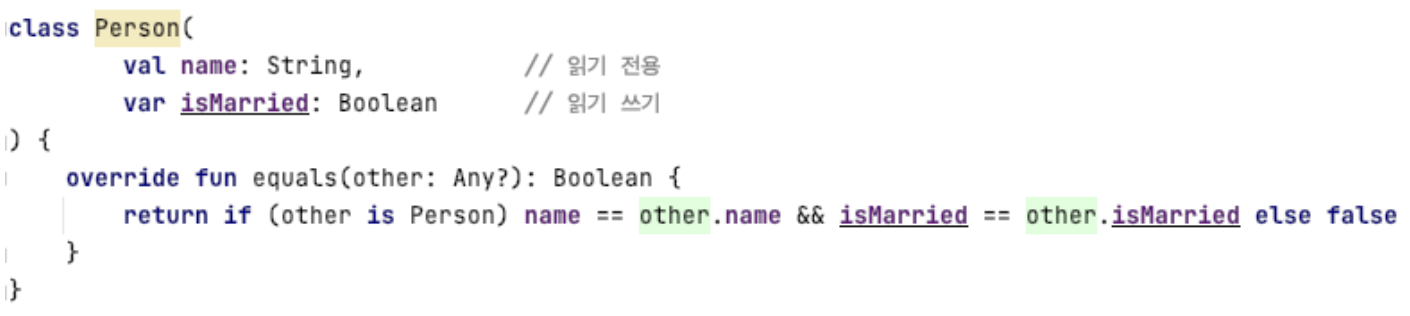 class Person(
val name: String, // 읽기 전용
var isMarried: Boolean // 읽기 쓰기
) {
override fun equals(other: Any?): Boolean {
return if (other is Person) name == other.name && isMarried == other.isMarried else false
}
}